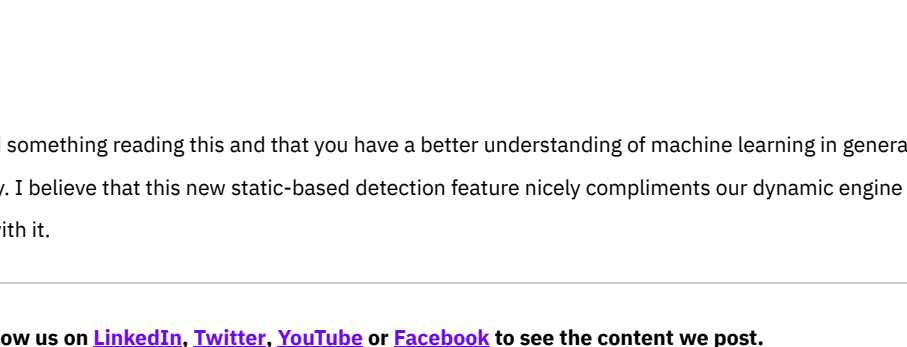 something reading this and that you have a better understanding of machine learning in genera
y. I believe that this new static-based detection feature nicely compliments our dynamic engine
ith it.
ow us on LinkedIn, Twitter, YouTube or Facebook to see the content we post.